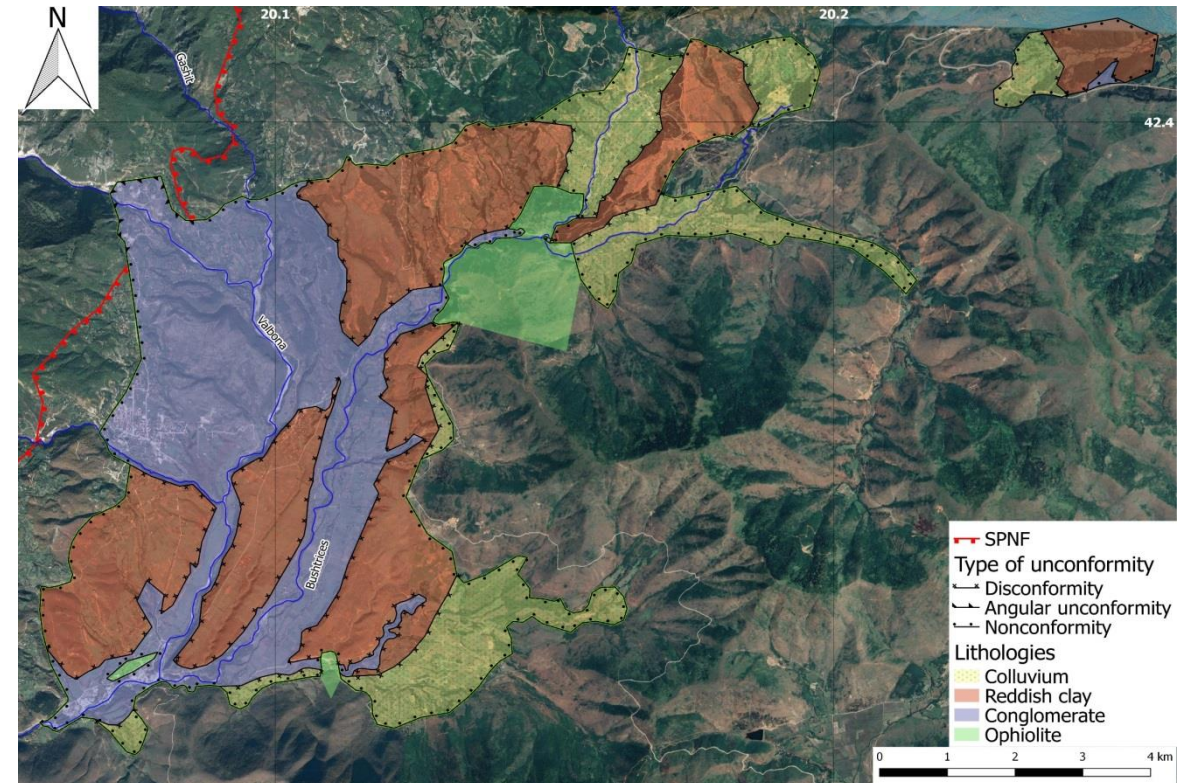 N
20.1
20.2
Gashit
42.4
Valbona
Bushtrices
SPNF
Type of unconformity
Disconformity
Angular unconformity
Nonconformity
Lithologies
Colluvium
Reddish clay
Conglomerate
Ophiolite
0 1 2 3 4 km